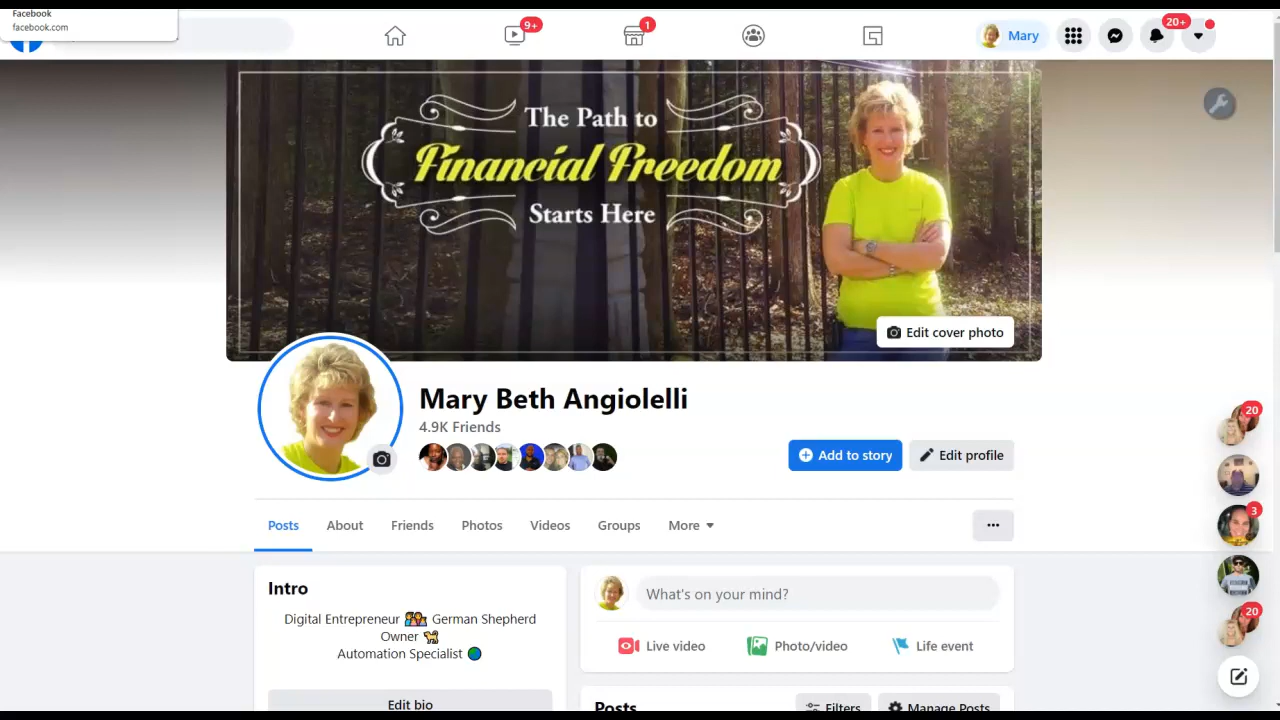 Facebook
facebook.com
9+
1
Mary
20+
The Path to
Financial Freedom
Starts Here
Edit cover photo
Mary Beth Angiolelli
4.9K Friends
Add to story
Edit profile
Posts About Friends Photos Videos Groups More
20
3
20
Intro
Digital Entrepreneur German Shepherd
Owner
Automation Specialist
Edit bio
What's on your mind?
Live video Photo/video Life event
Posts Filters Manage Posts